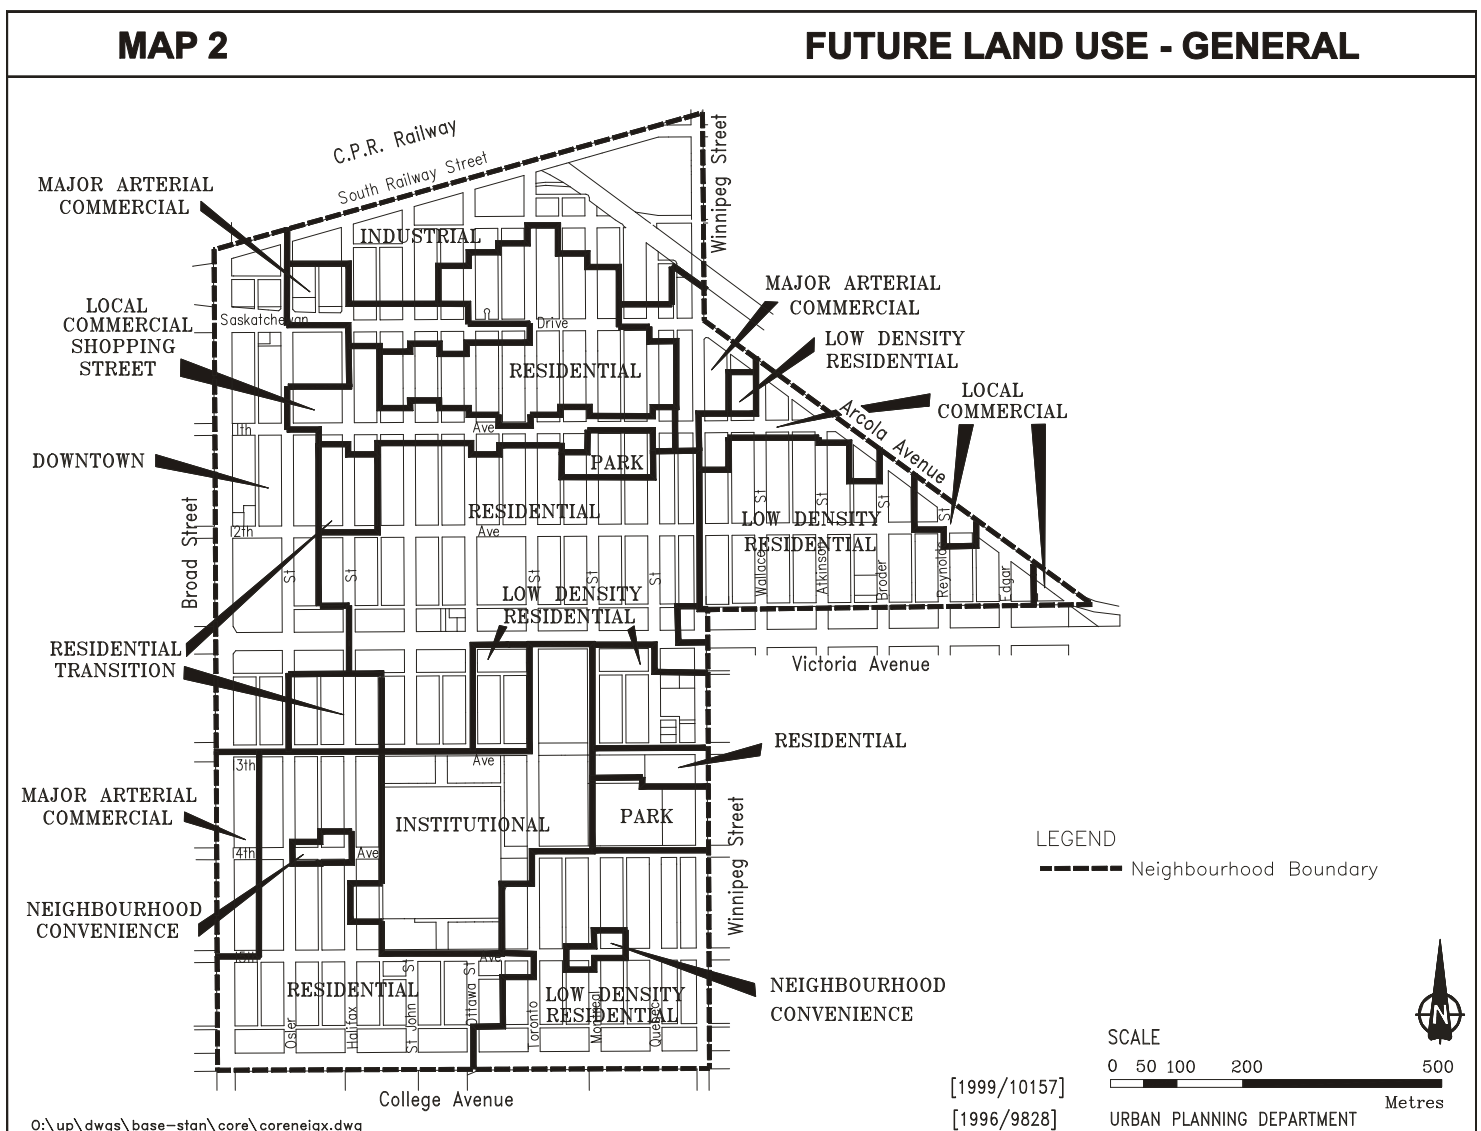 MAP 2
FUTURE LAND USE - GENERAL
C.P.R. Railway
South Railway Street
Winnipeg Street
MAJOR ARTERIAL
COMMERCIAL
INDUSTRIAL
MAJOR ARTERIAL
COMMERCIAL
LOCAL
COMMERCIAL
SHOPPING
STREET
Saskatchewan
Drive
LOW DENSITY
RESIDENTIAL
RESIDENTIAL
LOCAL
COMMERCIAL
Arcola Avenue
11th
Ave
DOWNTOWN
PARK
Broad Street
RESIDENTIAL
12th
Ave
St
St
St
LOW DENSITY
RESIDENTIAL
Wallace
Atkinson
Broder
Reynolds
Edgar
St
St
St
St
St
LOW DENSITY
RESIDENTIAL
RESIDENTIAL
TRANSITION
Victoria Avenue
RESIDENTIAL
13th
Ave
MAJOR ARTERIAL
COMMERCIAL
INSTITUTIONAL
PARK
Winnipeg Street
14th
Ave
LEGEND
Neighbourhood Boundary
NEIGHBOURHOOD
CONVENIENCE
15th
Ave
RESIDENTIAL
LOW DENSITY
RESIDENTIAL
NEIGHBOURHOOD
CONVENIENCE
Osler
Halifax
St John
St
Ottawa St
Toronto
Montreal
Quebec
College Avenue
N
SCALE
0 50 100 200 500
Metres
[1999/10157]
[1996/9828]
URBAN PLANNING DEPARTMENT
O:\up\dwgs\base-stan\core\coreneigx.dwg